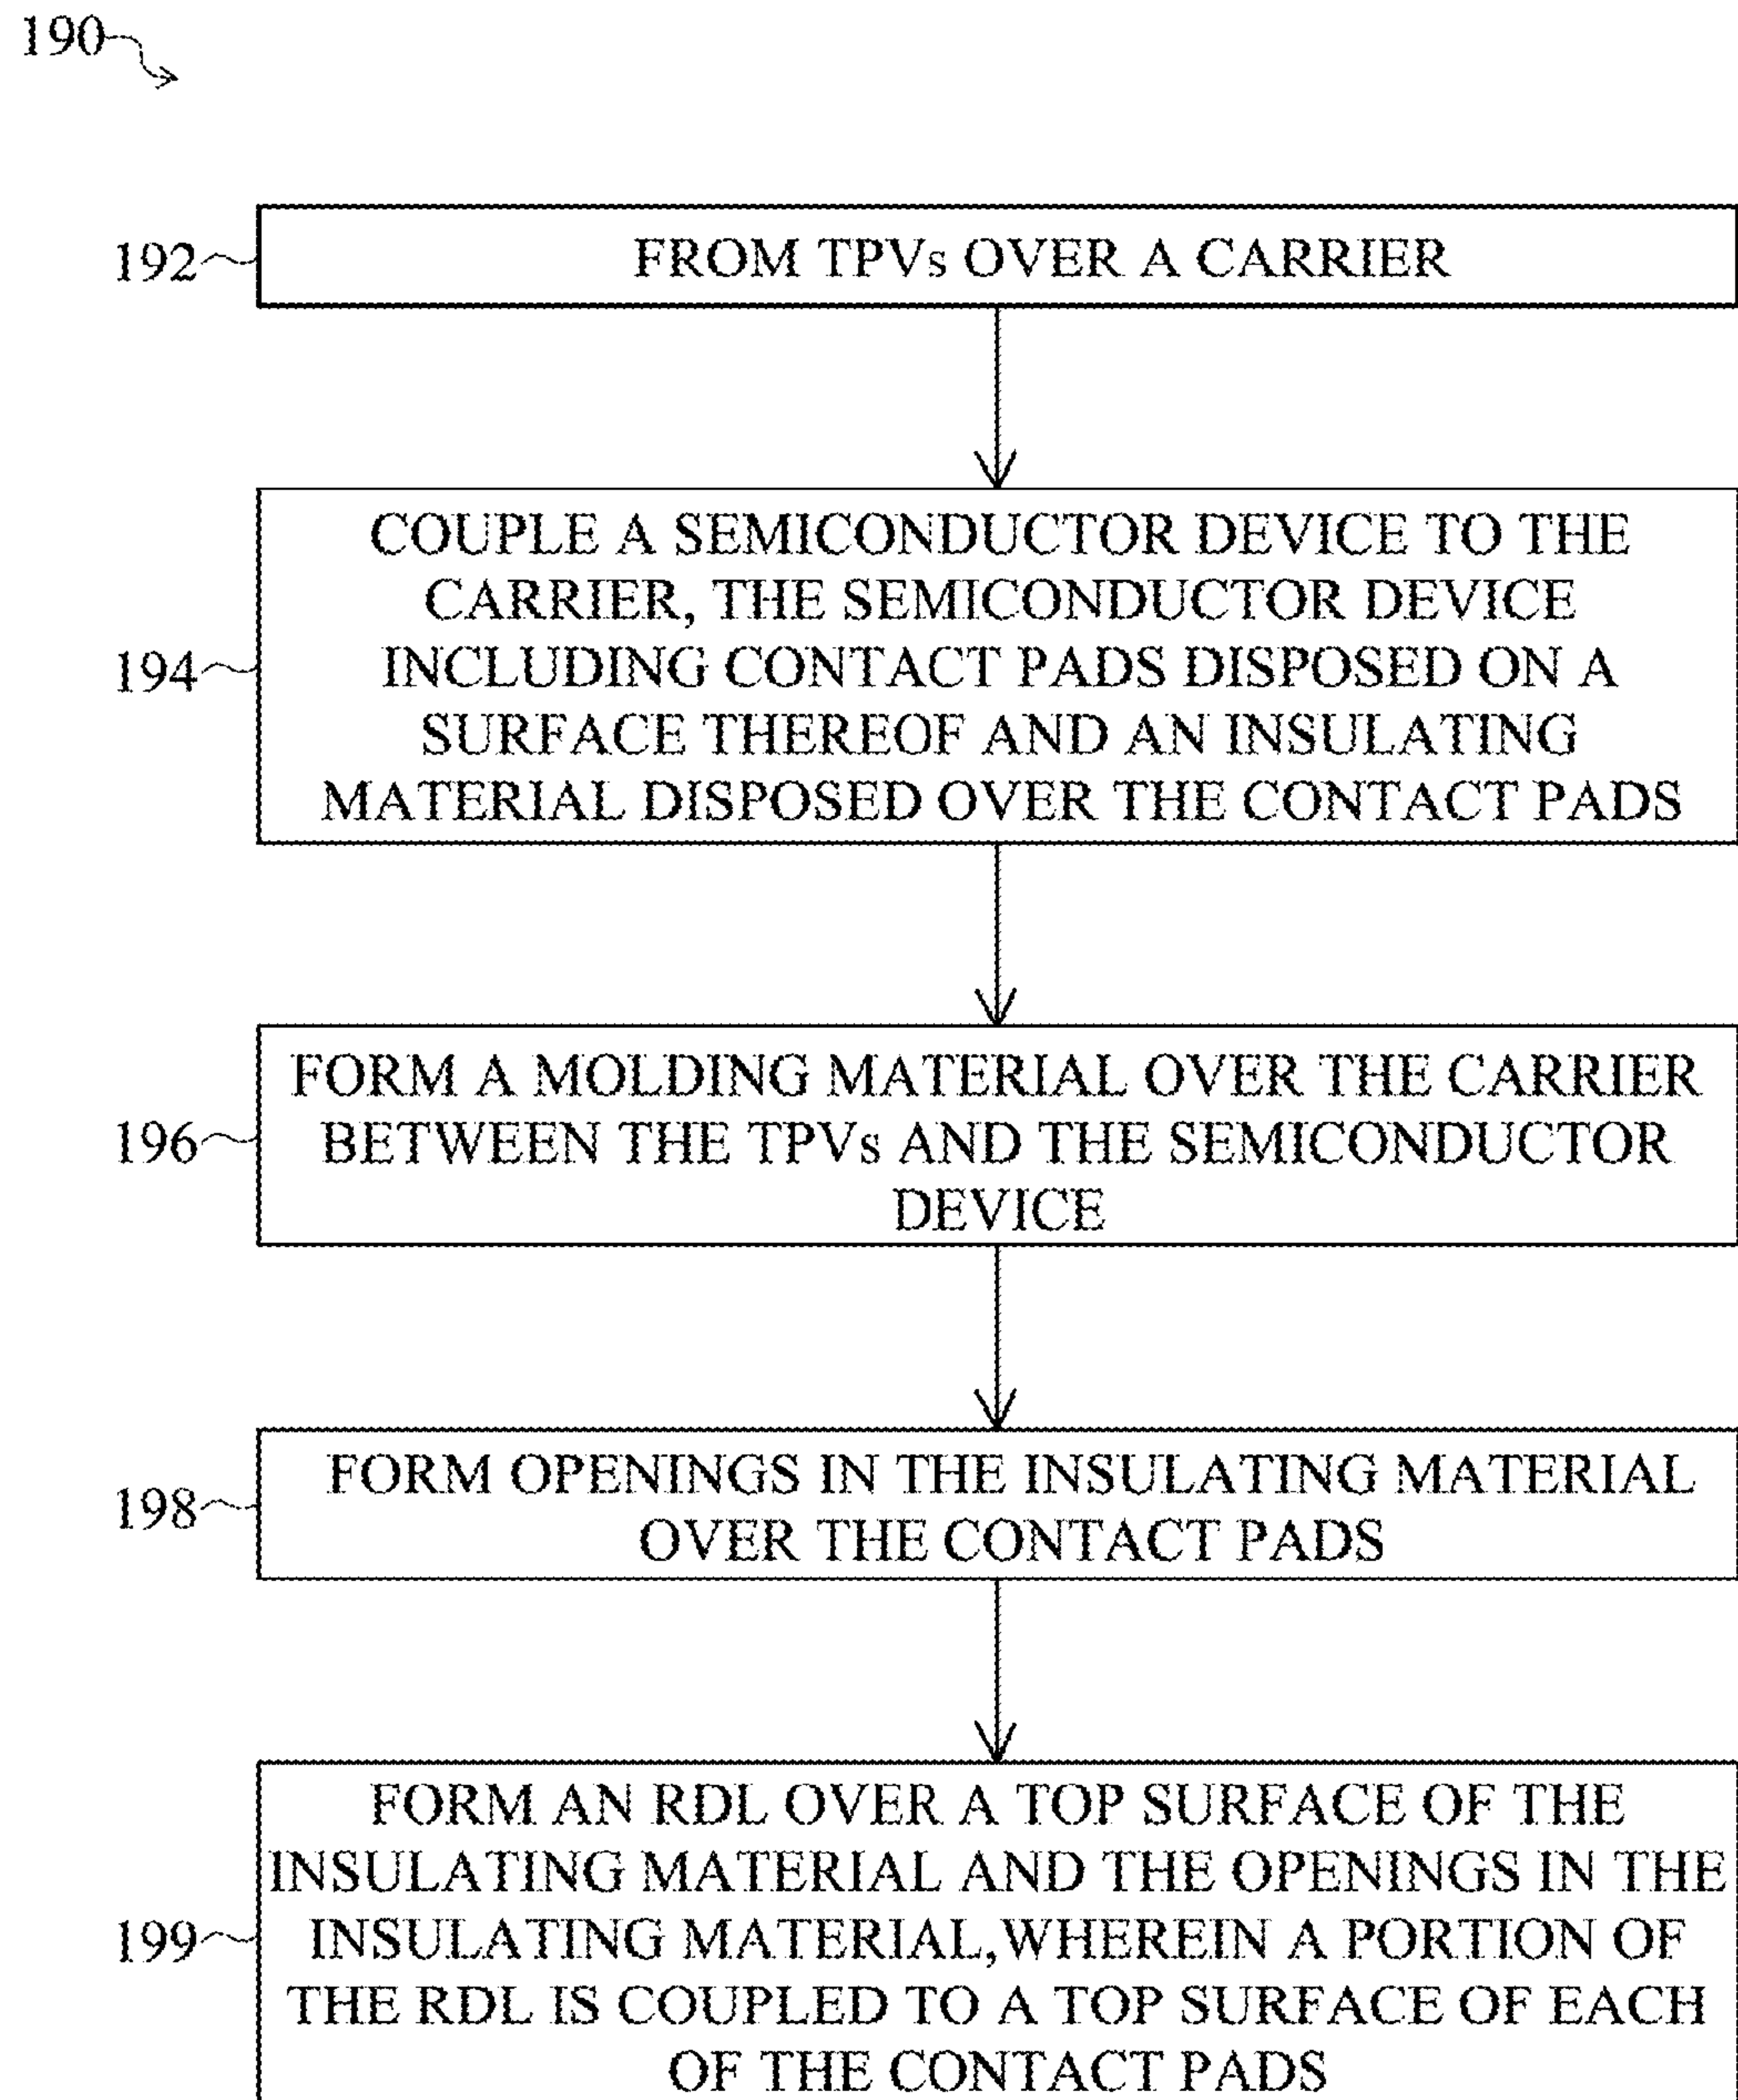 190
192
FROM TPVs OVER A CARRIER
194
COUPLE A SEMICONDUCTOR DEVICE TO THE
CARRIER, THE SEMICONDUCTOR DEVICE
INCLUDING CONTACT PADS DISPOSED ON A
SURFACE THEREOF AND AN INSULATING
MATERIAL DISPOSED OVER THE CONTACT PADS
196
FORM A MOLDING MATERIAL OVER THE CARRIER
BETWEEN THE TPVs AND THE SEMICONDUCTOR
DEVICE
198
FORM OPENINGS IN THE INSULATING MATERIAL
OVER THE CONTACT PADS
199
FORM AN RDL OVER A TOP SURFACE OF THE
INSULATING MATERIAL AND THE OPENINGS IN THE
INSULATING MATERIAL,WHEREIN A PORTION OF
THE RDL IS COUPLED TO A TOP SURFACE OF EACH
OF THE CONTACT PADS